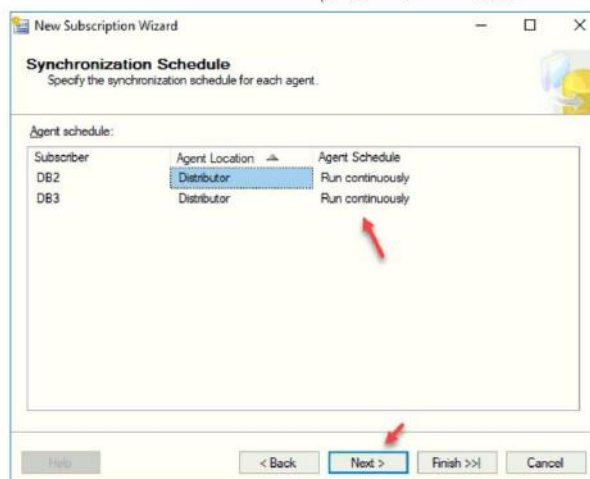 New Subscription Wizard
Synchronization Schedule
Specify the synchronization schedule for each agent.
Agent schedule:
Subscriber Agent Location Agent Schedule
DB2 Distributor Run continuously
DB3 Distributor Run continuously
Help < Back Next > Finish >>| Cancel